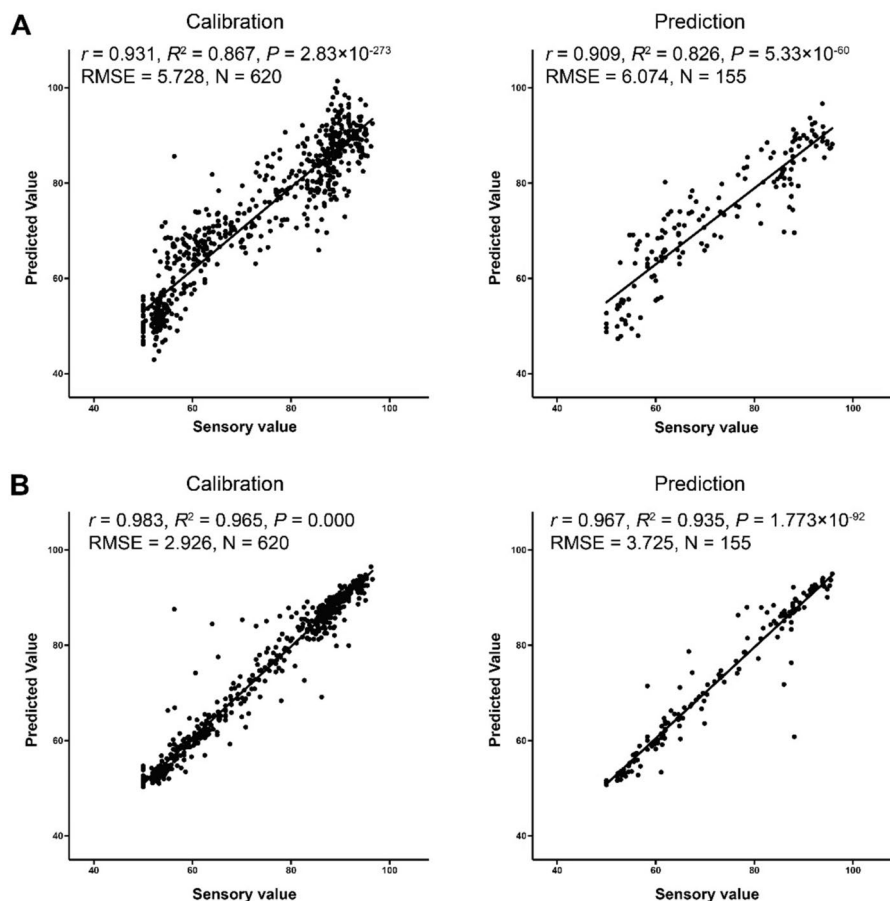 A
Calibration
r = 0.931, R² = 0.867, P = 2.83×10⁻²⁷³
RMSE = 5.728, N = 620
100
80
60
40
Predicted Value
40 60 80 100
Sensory value
Prediction
r = 0.909, R² = 0.826, P = 5.33×10⁻⁶⁰
RMSE = 6.074, N = 155
100
80
60
40
Predicted Value
40 60 80 100
Sensory value
B
Calibration
r = 0.983, R² = 0.965, P = 0.000
RMSE = 2.926, N = 620
100
80
60
40
Predicted Value
40 60 80 100
Sensory value
Prediction
r = 0.967, R² = 0.935, P = 1.773×10⁻⁹²
RMSE = 3.725, N = 155
100
80
60
40
Predicted Value
40 60 80 100
Sensory value